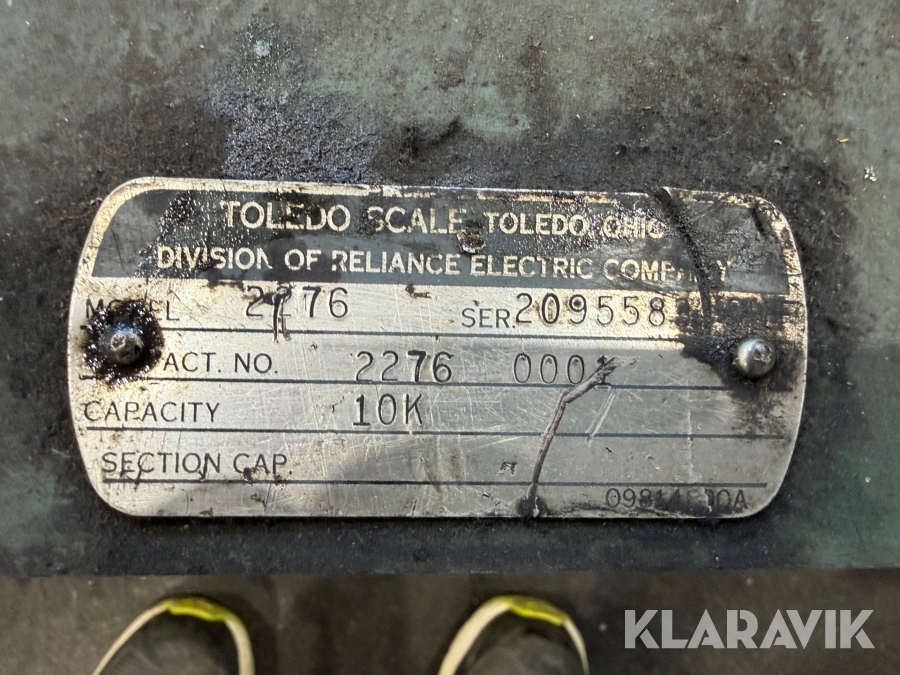 TOLEDO SCALE TOLEDO, OHIO
DIVISION OF RELIANCE ELECTRIC COMPANY
MODEL 2276 SER. 209558
FACT. NO. 2276 0001
CAPACITY 10K
SECTION CAP.
KLARAVIK